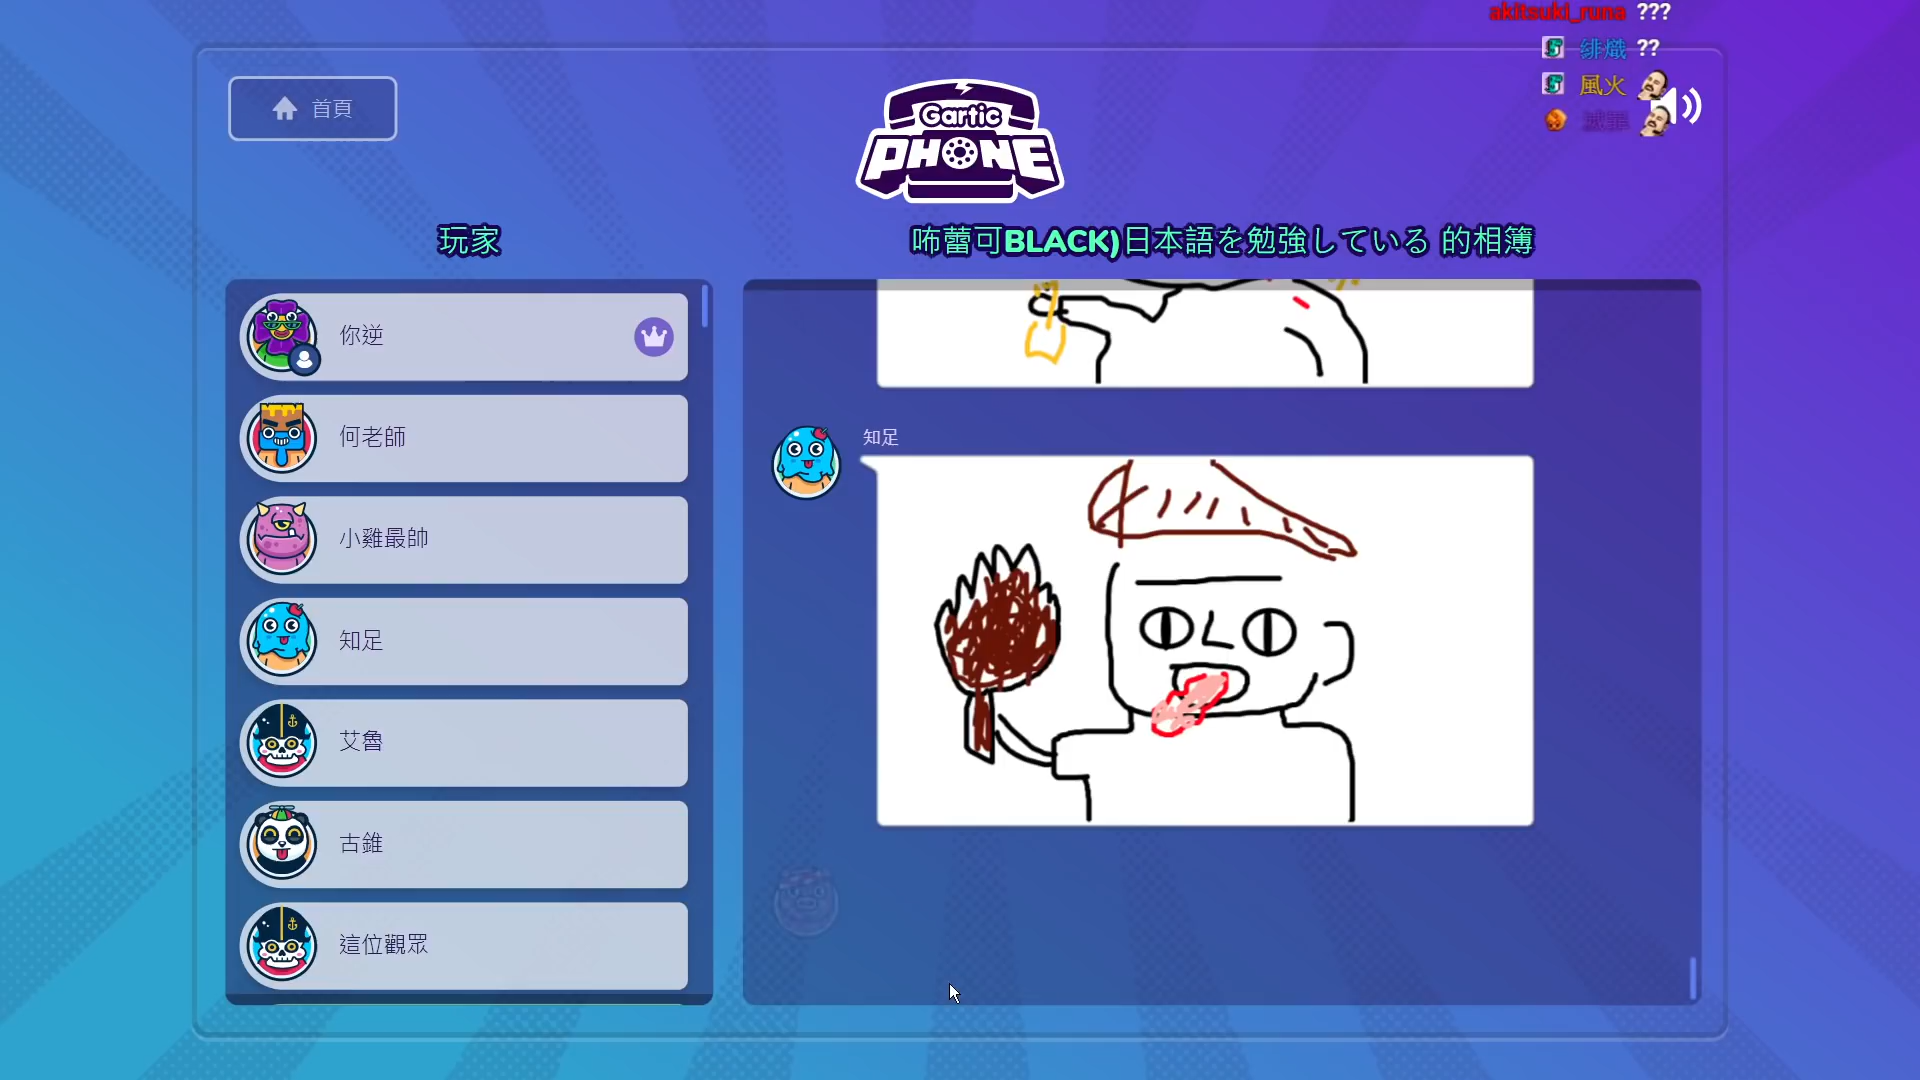 akitsuki_runa ???
緋熾 ??
風火
滅罪
首頁
Gartic
PHONE
玩家
咘蕾可BLACK)日本語を勉強している 的相簿
你逆
何老師
小雞最帥
知足
艾魯
古錐
這位觀眾
知足